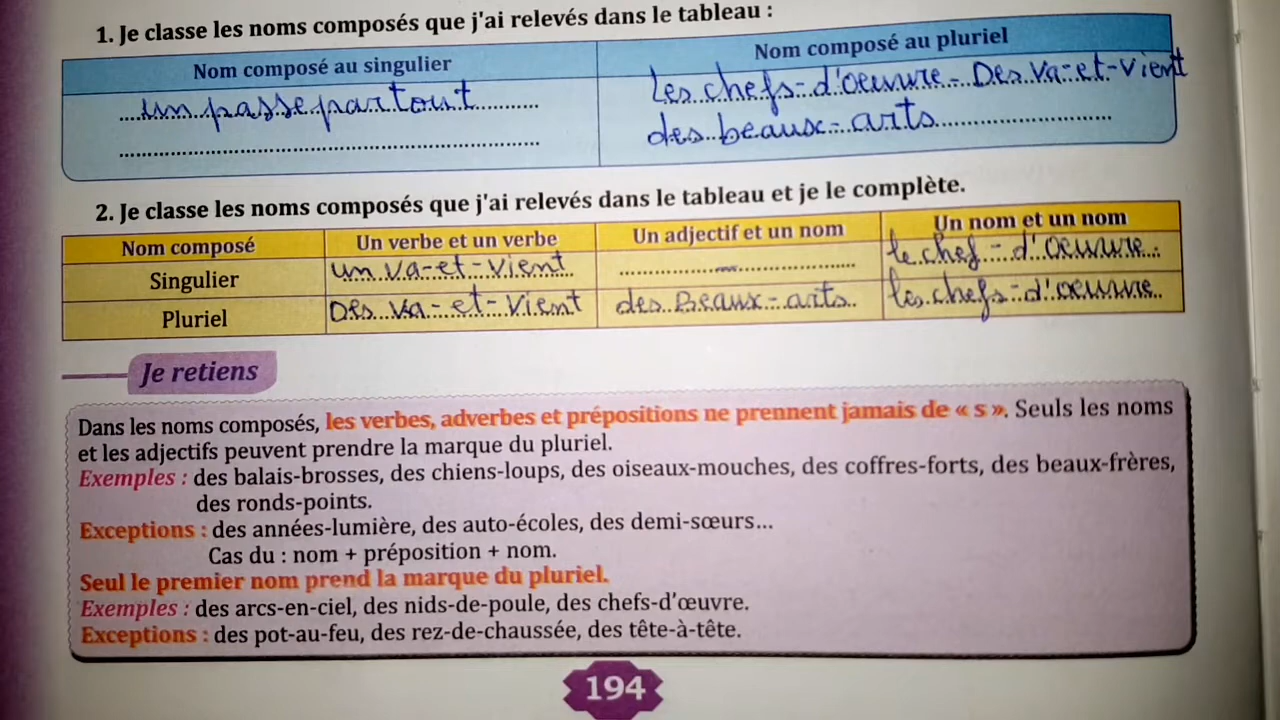 1. Je classe les noms composés que j'ai relevés dans le tableau :
Nom composé au singulier
Nom composé au pluriel
un passepartout
Les chefs-d'oeuvre - Des va-et-vient
des beaux-arts
2. Je classe les noms composés que j'ai relevés dans le tableau et je le complète.
Nom composé
Un verbe et un verbe
Un adjectif et un nom
Un nom et un nom
Singulier
un va-et-vient
le chef-d'oeuvre
Pluriel
Des va-et-vient
des Beaux-arts
les chefs-d'oeuvre
Je retiens
Dans les noms composés, les verbes, adverbes et prépositions ne prennent jamais de « s ». Seuls les noms
et les adjectifs peuvent prendre la marque du pluriel.
Exemples : des balais-brosses, des chiens-loups, des oiseaux-mouches, des coffres-forts, des beaux-frères,
des ronds-points.
Exceptions : des années-lumière, des auto-écoles, des demi-sœurs...
Cas du : nom + préposition + nom.
Seul le premier nom prend la marque du pluriel.
Exemples : des arcs-en-ciel, des nids-de-poule, des chefs-d'œuvre.
Exceptions : des pot-au-feu, des rez-de-chaussée, des tête-à-tête.
194